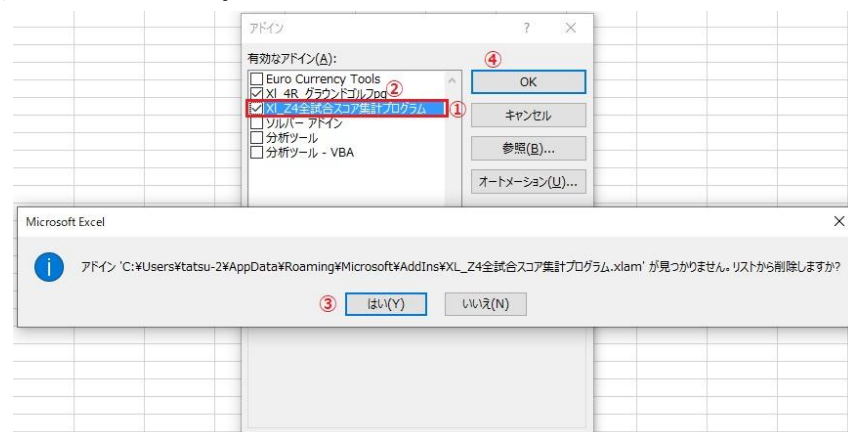 アドイン ? ×
有効なアドイン(A):
④
Euro Currency Tools
Xl_4R_グラウンドゴルフpg ②
XL_Z4全試合スコア集計プログラム ①
ソルバー アドイン
分析ツール
分析ツール - VBA
OK
キャンセル
参照(B)...
オートメーション(U)...
Microsoft Excel ×
アドイン 'C:¥Users¥tatsu-2¥AppData¥Roaming¥Microsoft¥AddIns¥XL_Z4全試合スコア集計プログラム.xlam' が見つかりません。リストから削除しますか?
③ はい(Y) いいえ(N)